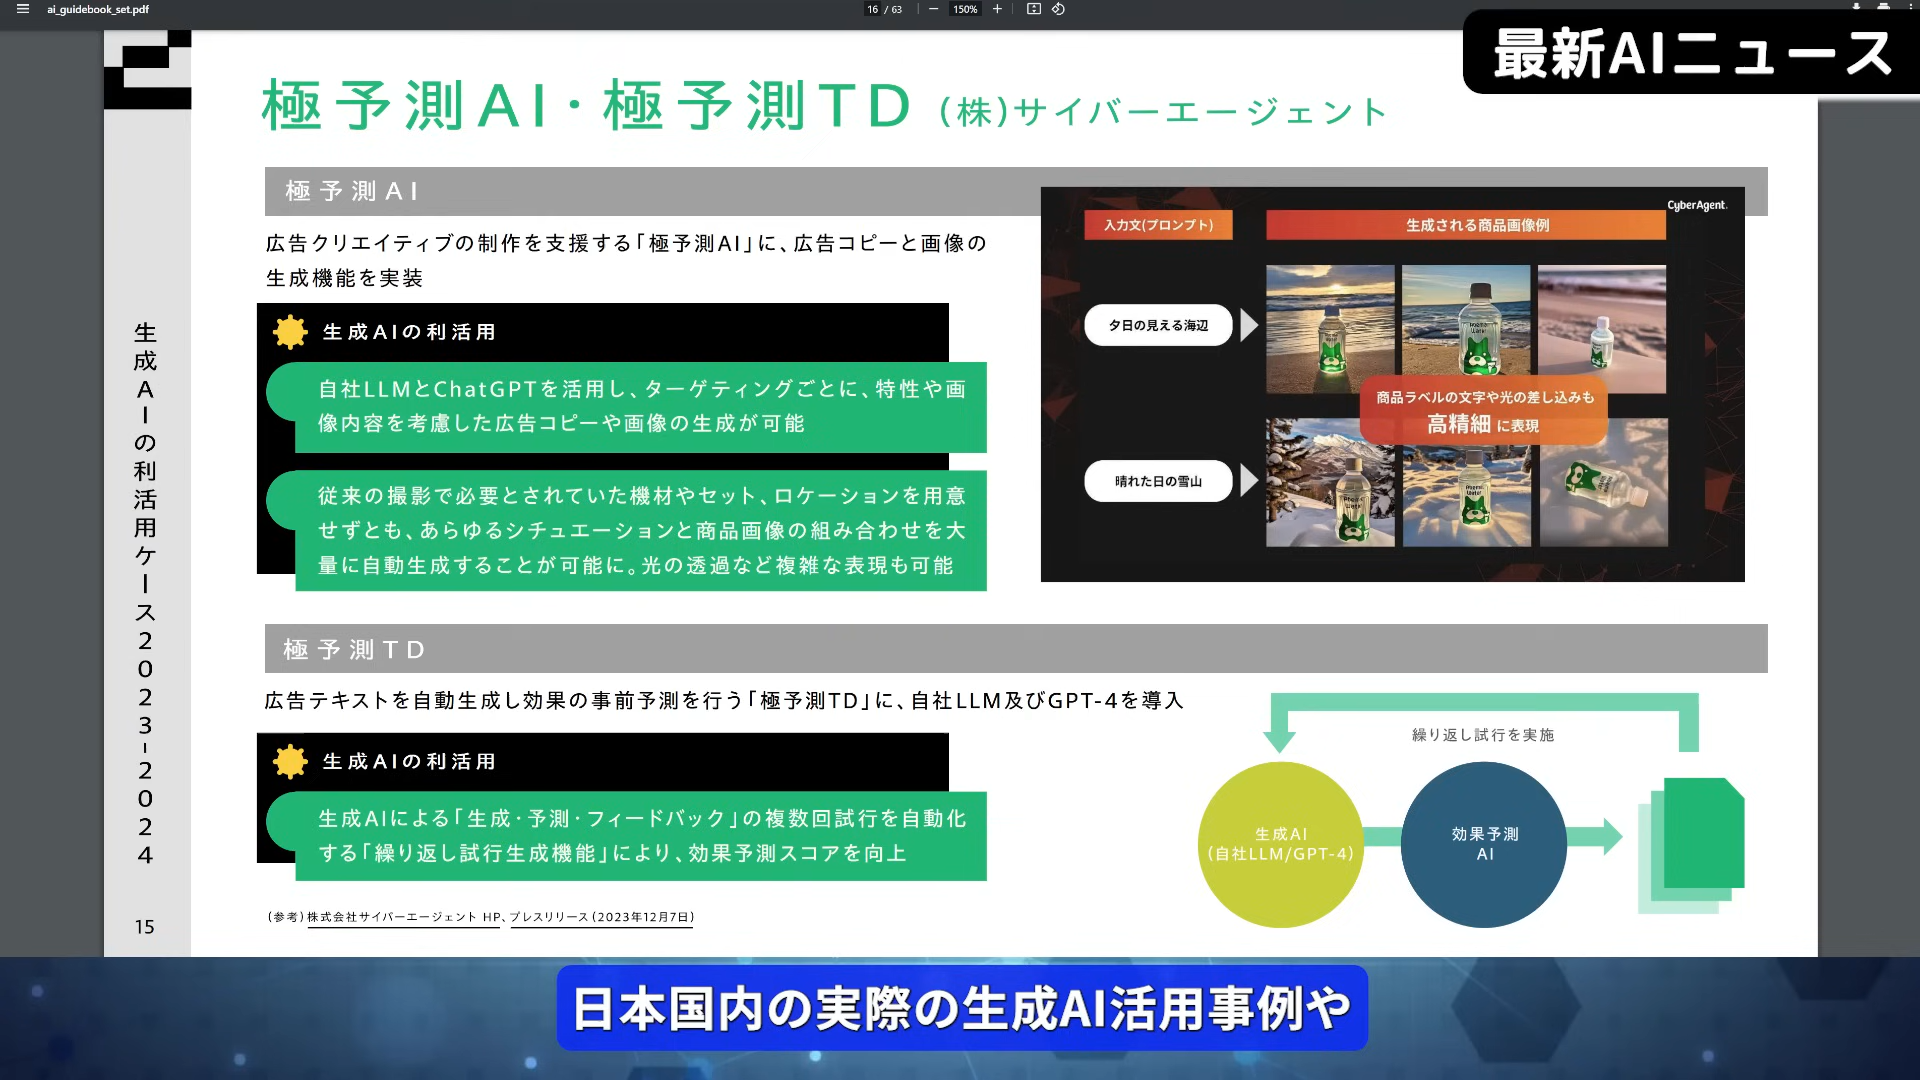 ai_guidebook_set.pdf
16 / 63
150%
最新AIニュース
極予測AI・極予測TD (株)サイバーエージェント
極予測AI
広告クリエイティブの制作を支援する「極予測AI」に、広告コピーと画像の
生成機能を実装
生成AIの利活用
自社LLMとChatGPTを活用し、ターゲティングごとに、特性や画
像内容を考慮した広告コピーや画像の生成が可能
従来の撮影で必要とされていた機材やセット、ロケーションを用意
せずとも、あらゆるシチュエーションと商品画像の組み合わせを大
量に自動生成することが可能に。光の透過など複雑な表現も可能
CyberAgent.
入力文(プロンプト)
生成される商品画像例
夕日の見える海辺
商品ラベルの文字や光の差し込みも
高精細 に表現
晴れた日の雪山
極予測TD
広告テキストを自動生成し効果の事前予測を行う「極予測TD」に、自社LLM及びGPT-4を導入
生成AIの利活用
生成AIによる「生成・予測・フィードバック」の複数回試行を自動化
する「繰り返し試行生成機能」により、効果予測スコアを向上
繰り返し試行を実施
生成AI
(自社LLM/GPT-4)
効果予測
AI
(参考)株式会社サイバーエージェント HP、プレスリリース(2023年12月7日)
生成AIの利活用ケース2023-2024
15
日本国内の実際の生成AI活用事例や